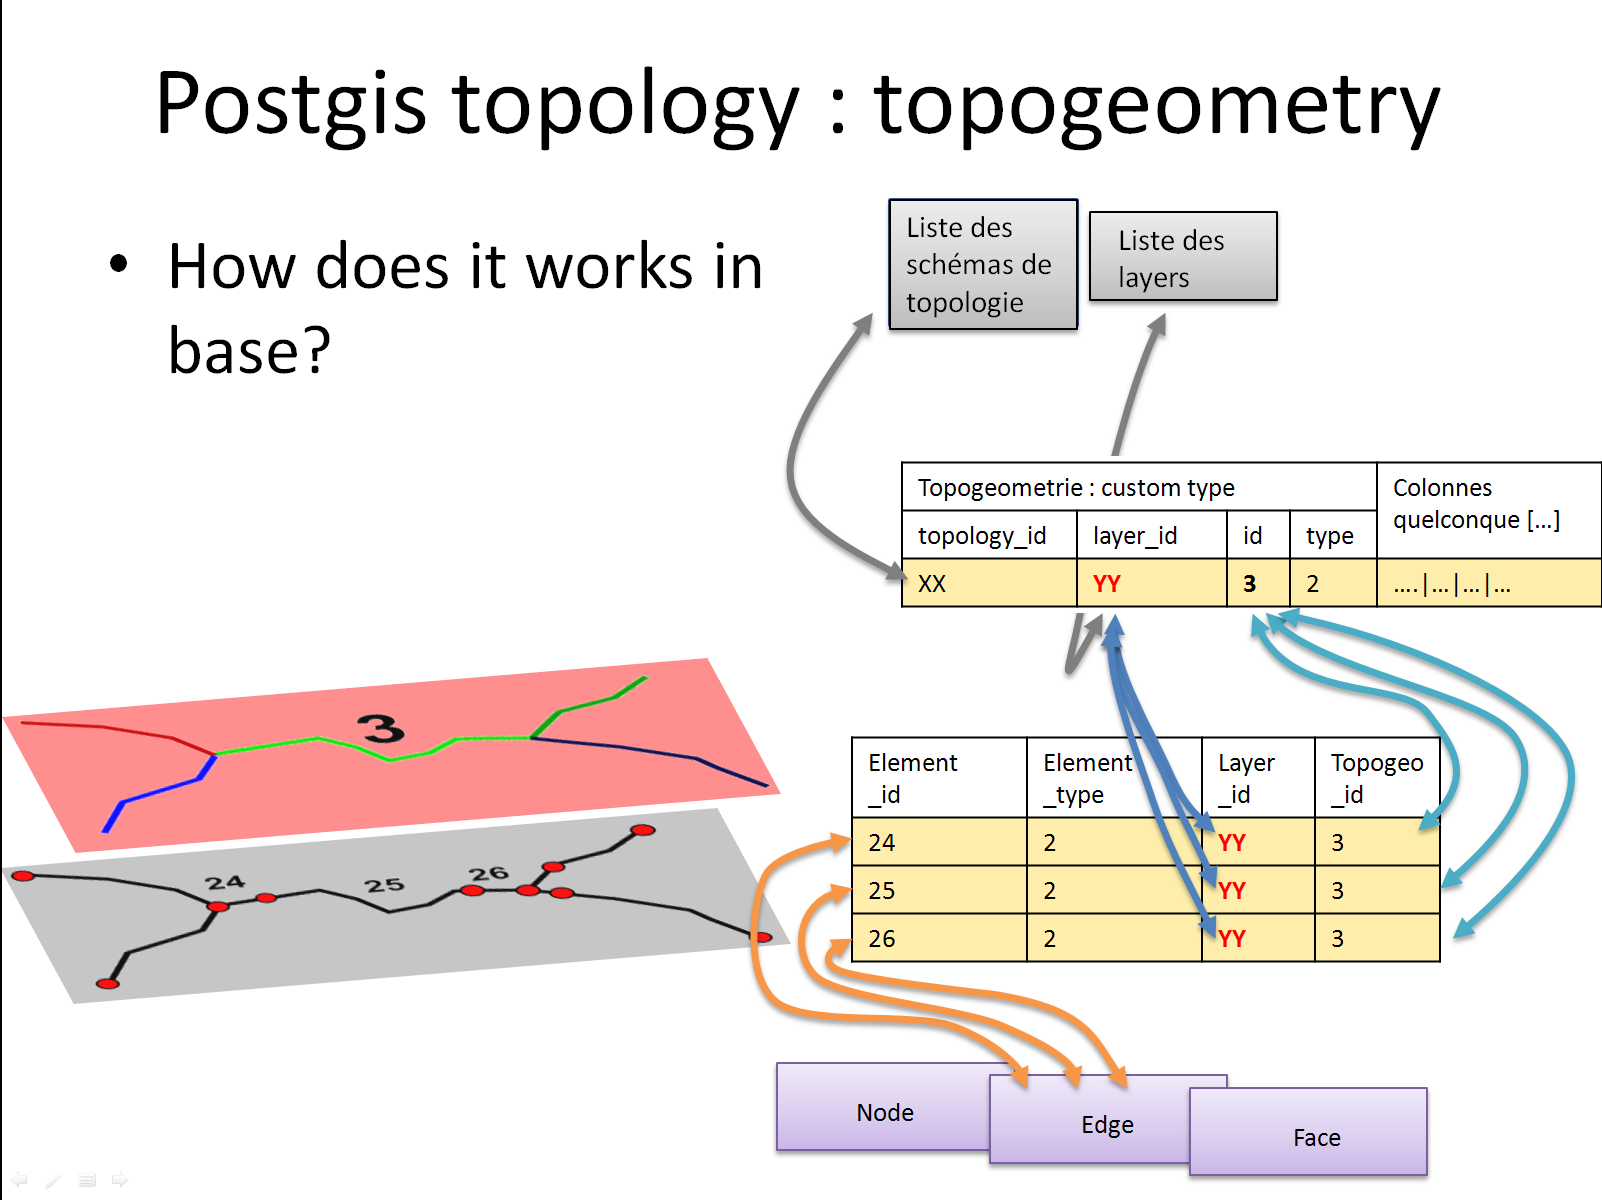 Postgis topology : topogeometry
• How does it works in
base?
Liste des
schémas de
topologie
Liste des
layers
Topogeometrie : custom type
Colonnes
quelconque [...]
topology_id
layer_id
id
type
XX
YY
3
2
....|...|...|...
3
24
25
26
Element
_id
Element
_type
Layer
_id
Topogeo
_id
24
2
YY
3
25
2
YY
3
26
2
YY
3
Node
Edge
Face